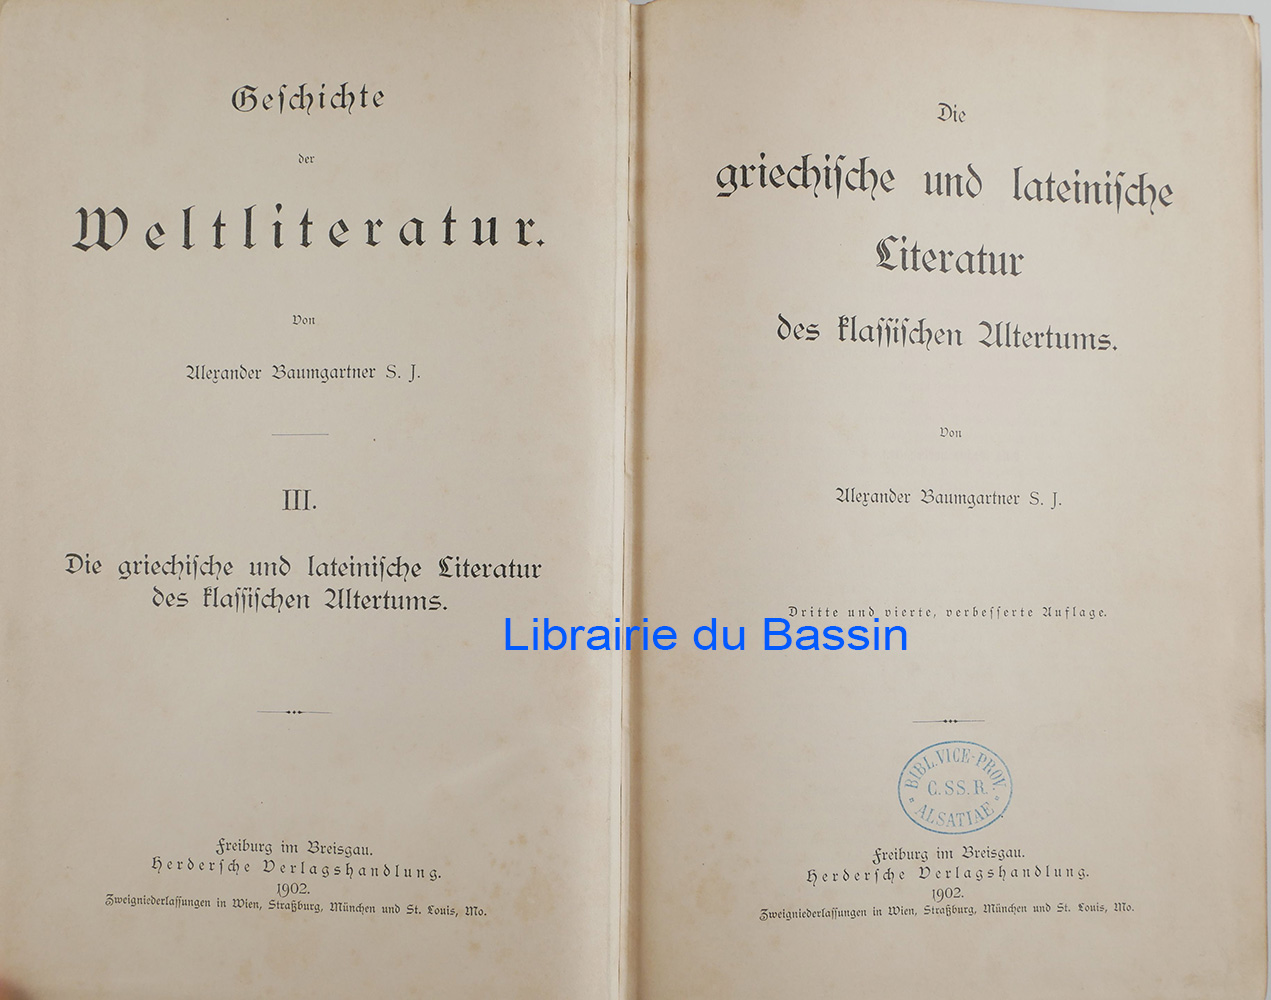 Geschichte
der
Weltliteratur.
Von
Alexander Baumgartner S. J.
III.
Die griechische und lateinische Literatur
des klassischen Altertums.
Freiburg im Breisgau.
Herdersche Verlagshandlung.
1902.
Zweigniederlassungen in Wien, Straßburg, München und St. Louis, Mo.
Die
griechische und lateinische
Literatur
des klassischen Altertums.
Von
Alexander Baumgartner S. J.
Dritte und vierte, verbesserte Auflage.
Librairie du Bassin
BIBL. VICE-PROV.
C. SS. R.
ALSATIAE
Freiburg im Breisgau.
Herdersche Verlagshandlung.
1902.
Zweigniederlassungen in Wien, Straßburg, München und St. Louis, Mo.